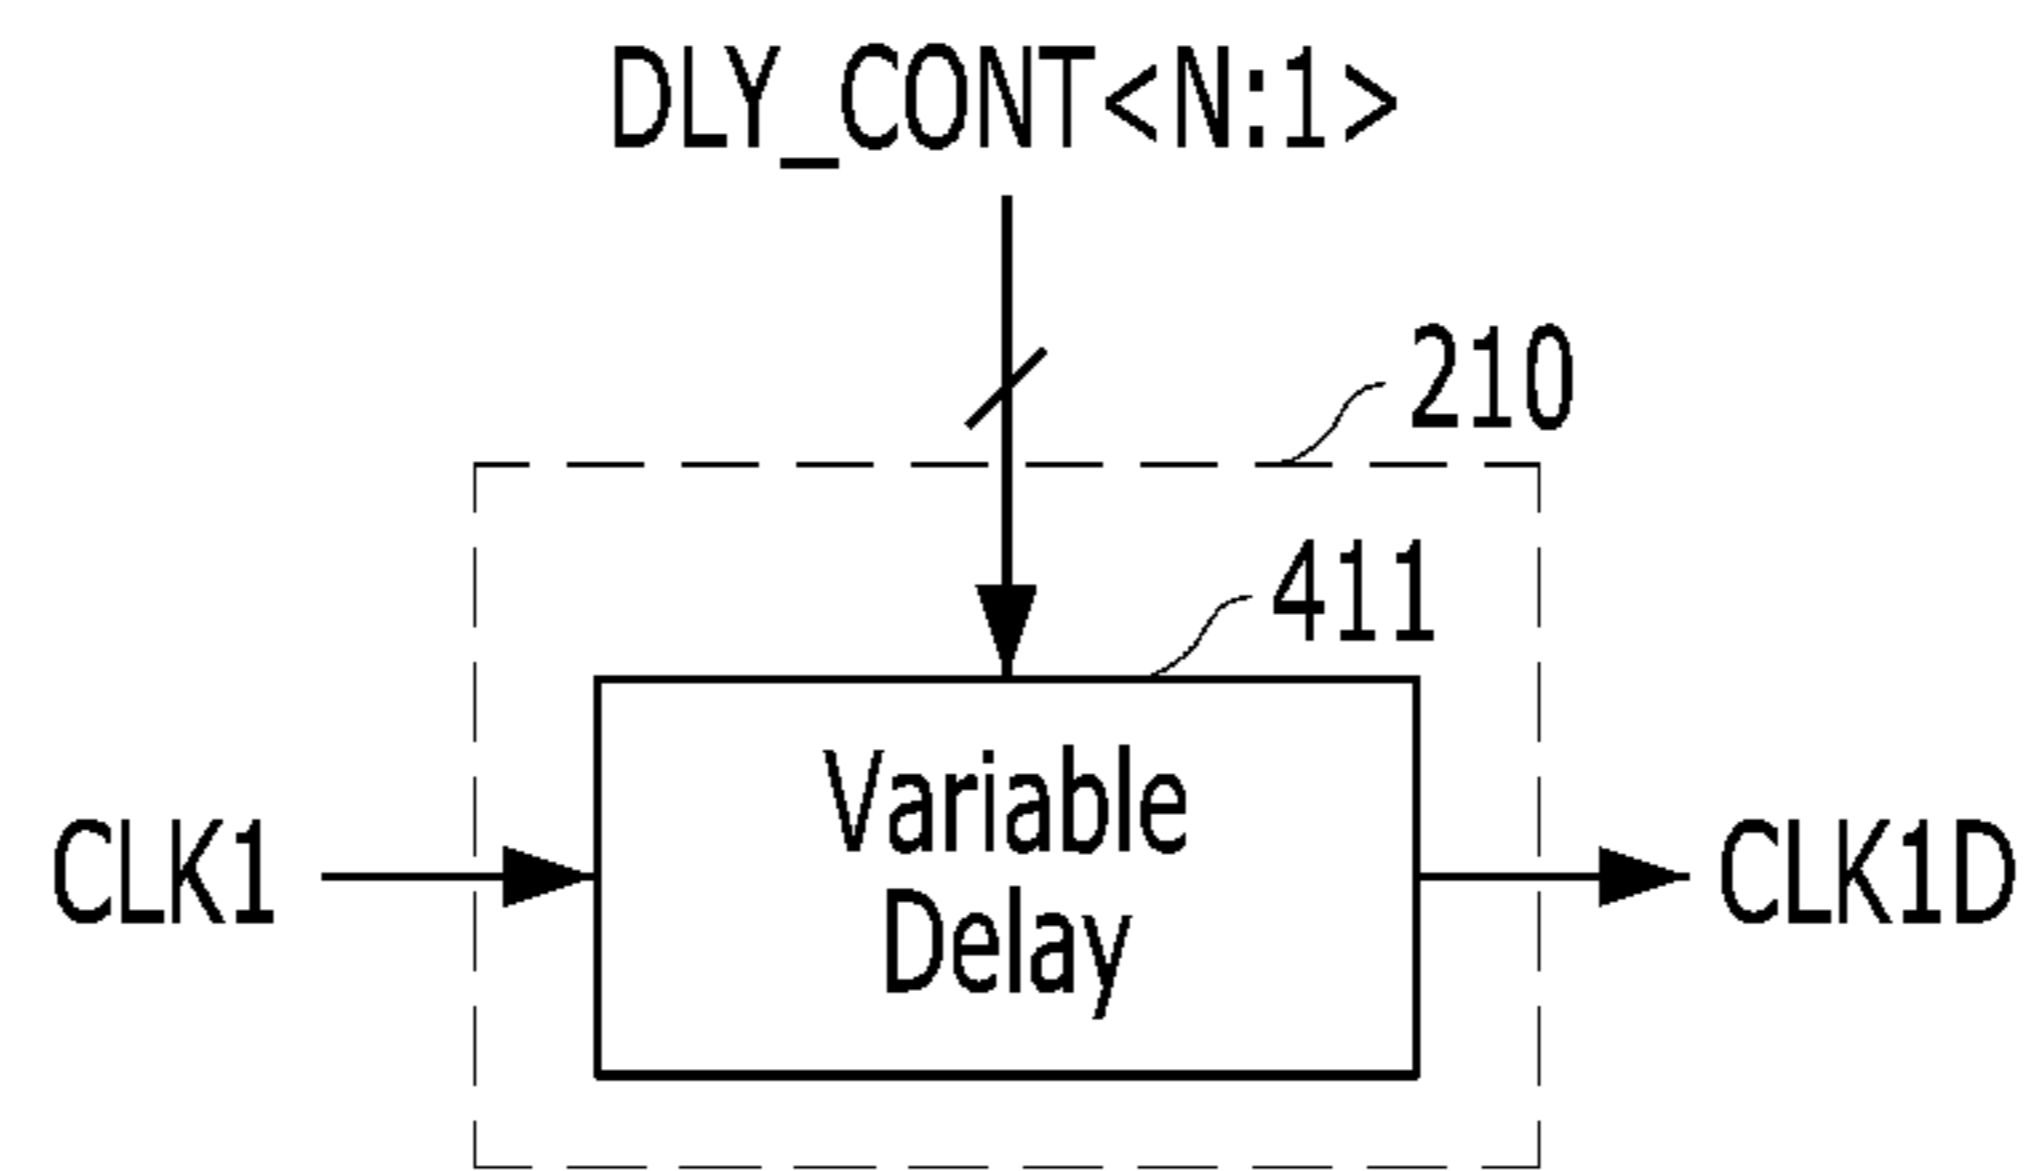 DLY_CONT<N:1>
210
411
Variable
Delay
CLK1
CLK1D